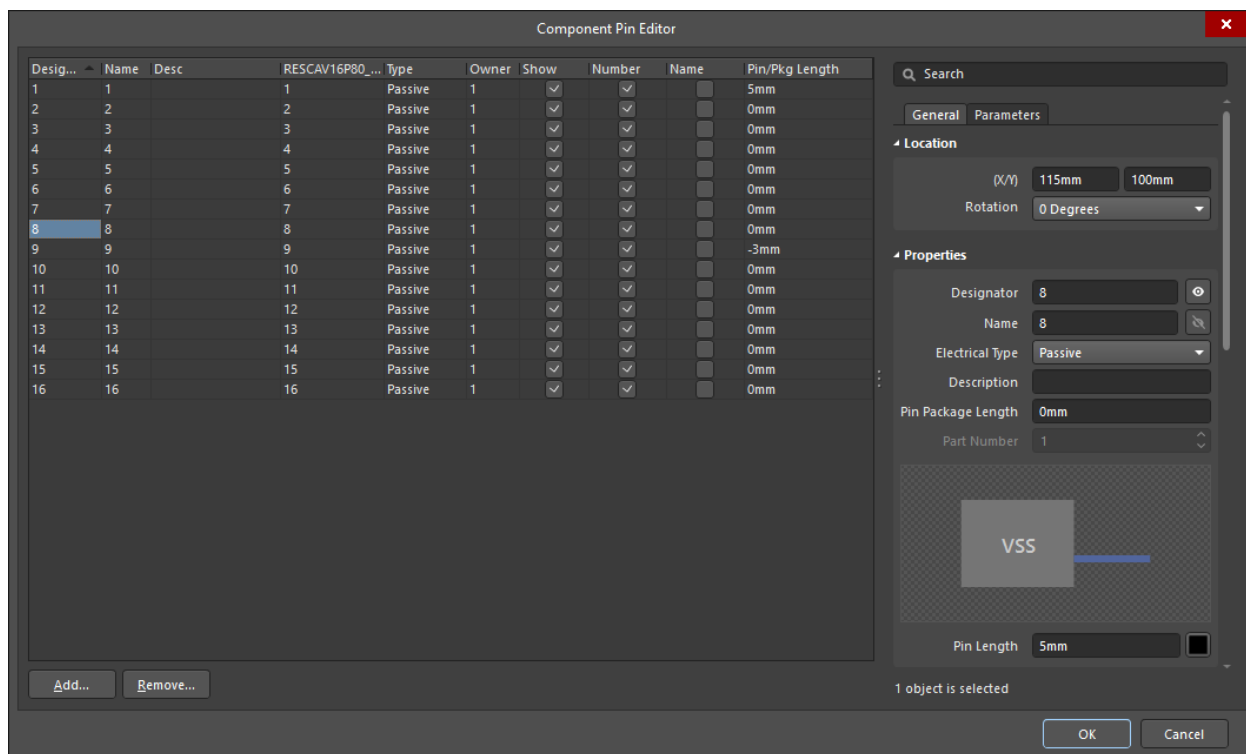 Component Pin Editor
Desig... Name Desc RESCAV16P80_... Type Owner Show Number Name Pin/Pkg Length
1 1 1 Passive 1 5mm
2 2 2 Passive 1 0mm
3 3 3 Passive 1 0mm
4 4 4 Passive 1 0mm
5 5 5 Passive 1 0mm
6 6 6 Passive 1 0mm
7 7 7 Passive 1 0mm
8 8 8 Passive 1 0mm
9 9 9 Passive 1 -3mm
10 10 10 Passive 1 0mm
11 11 11 Passive 1 0mm
12 12 12 Passive 1 0mm
13 13 13 Passive 1 0mm
14 14 14 Passive 1 0mm
15 15 15 Passive 1 0mm
16 16 16 Passive 1 0mm
Add... Remove...
Search
General Parameters
Location
(X/Y) 115mm 100mm
Rotation 0 Degrees
Properties
Designator 8
Name 8
Electrical Type Passive
Description
Pin Package Length 0mm
Part Number 1
VSS
Pin Length 5mm
1 object is selected
OK Cancel